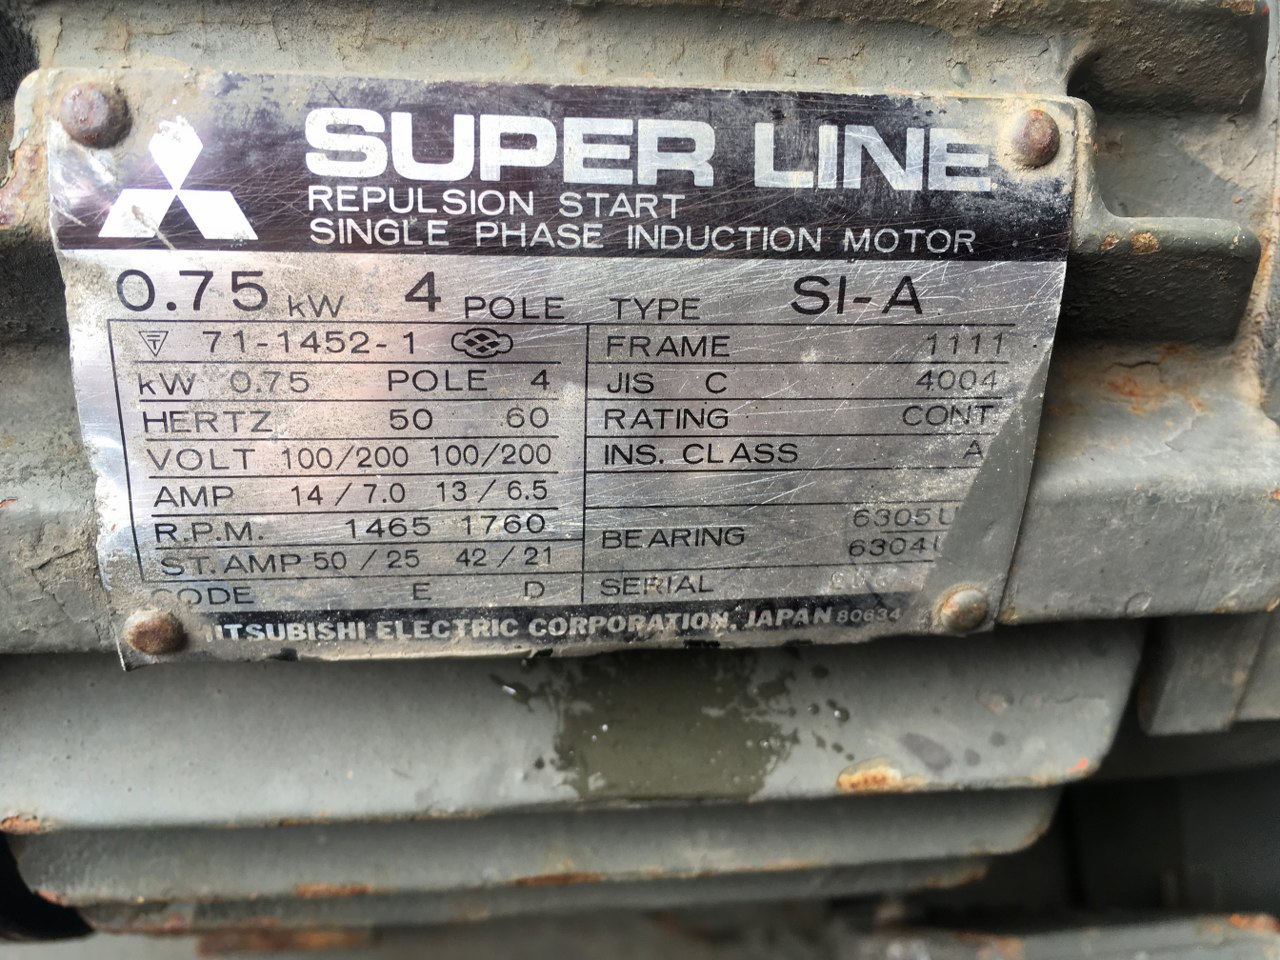 SUPER LINE
REPULSION START
SINGLE PHASE INDUCTION MOTOR
0.75 kW 4 POLE TYPE SI-A
71-1452-1
kW 0.75 POLE 4
HERTZ 50 60
VOLT 100/200 100/200
AMP 14/7.0 13/6.5
R.P.M. 1465 1760
ST. AMP 50/25 42/21
CODE E D
FRAME 1111
JIS C 4004
RATING CONT
INS. CLASS A
BEARING 6305U
6304U
SERIAL
MITSUBISHI ELECTRIC CORPORATION, JAPAN 80634